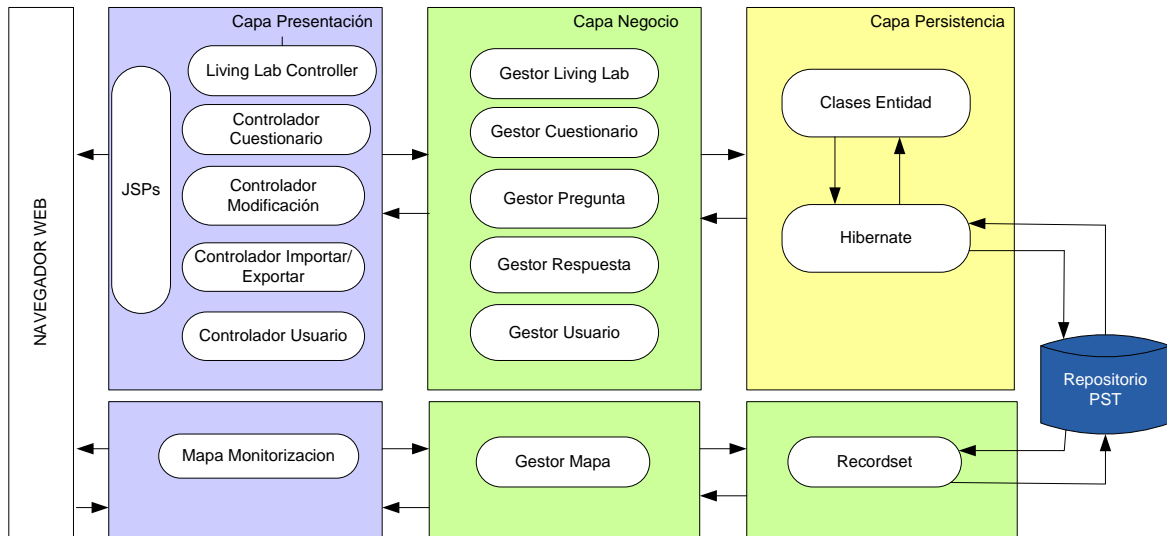 NAVEGADOR WEB
Capa Presentación
JSPs
Living Lab Controller
Controlador
Cuestionario
Controlador
Modificación
Controlador Importar/
Exportar
Controlador Usuario
Capa Negocio
Gestor Living Lab
Gestor Cuestionario
Gestor Pregunta
Gestor Respuesta
Gestor Usuario
Capa Persistencia
Clases Entidad
Hibernate
Repositorio
PST
Mapa Monitorizacion
Gestor Mapa
Recordset